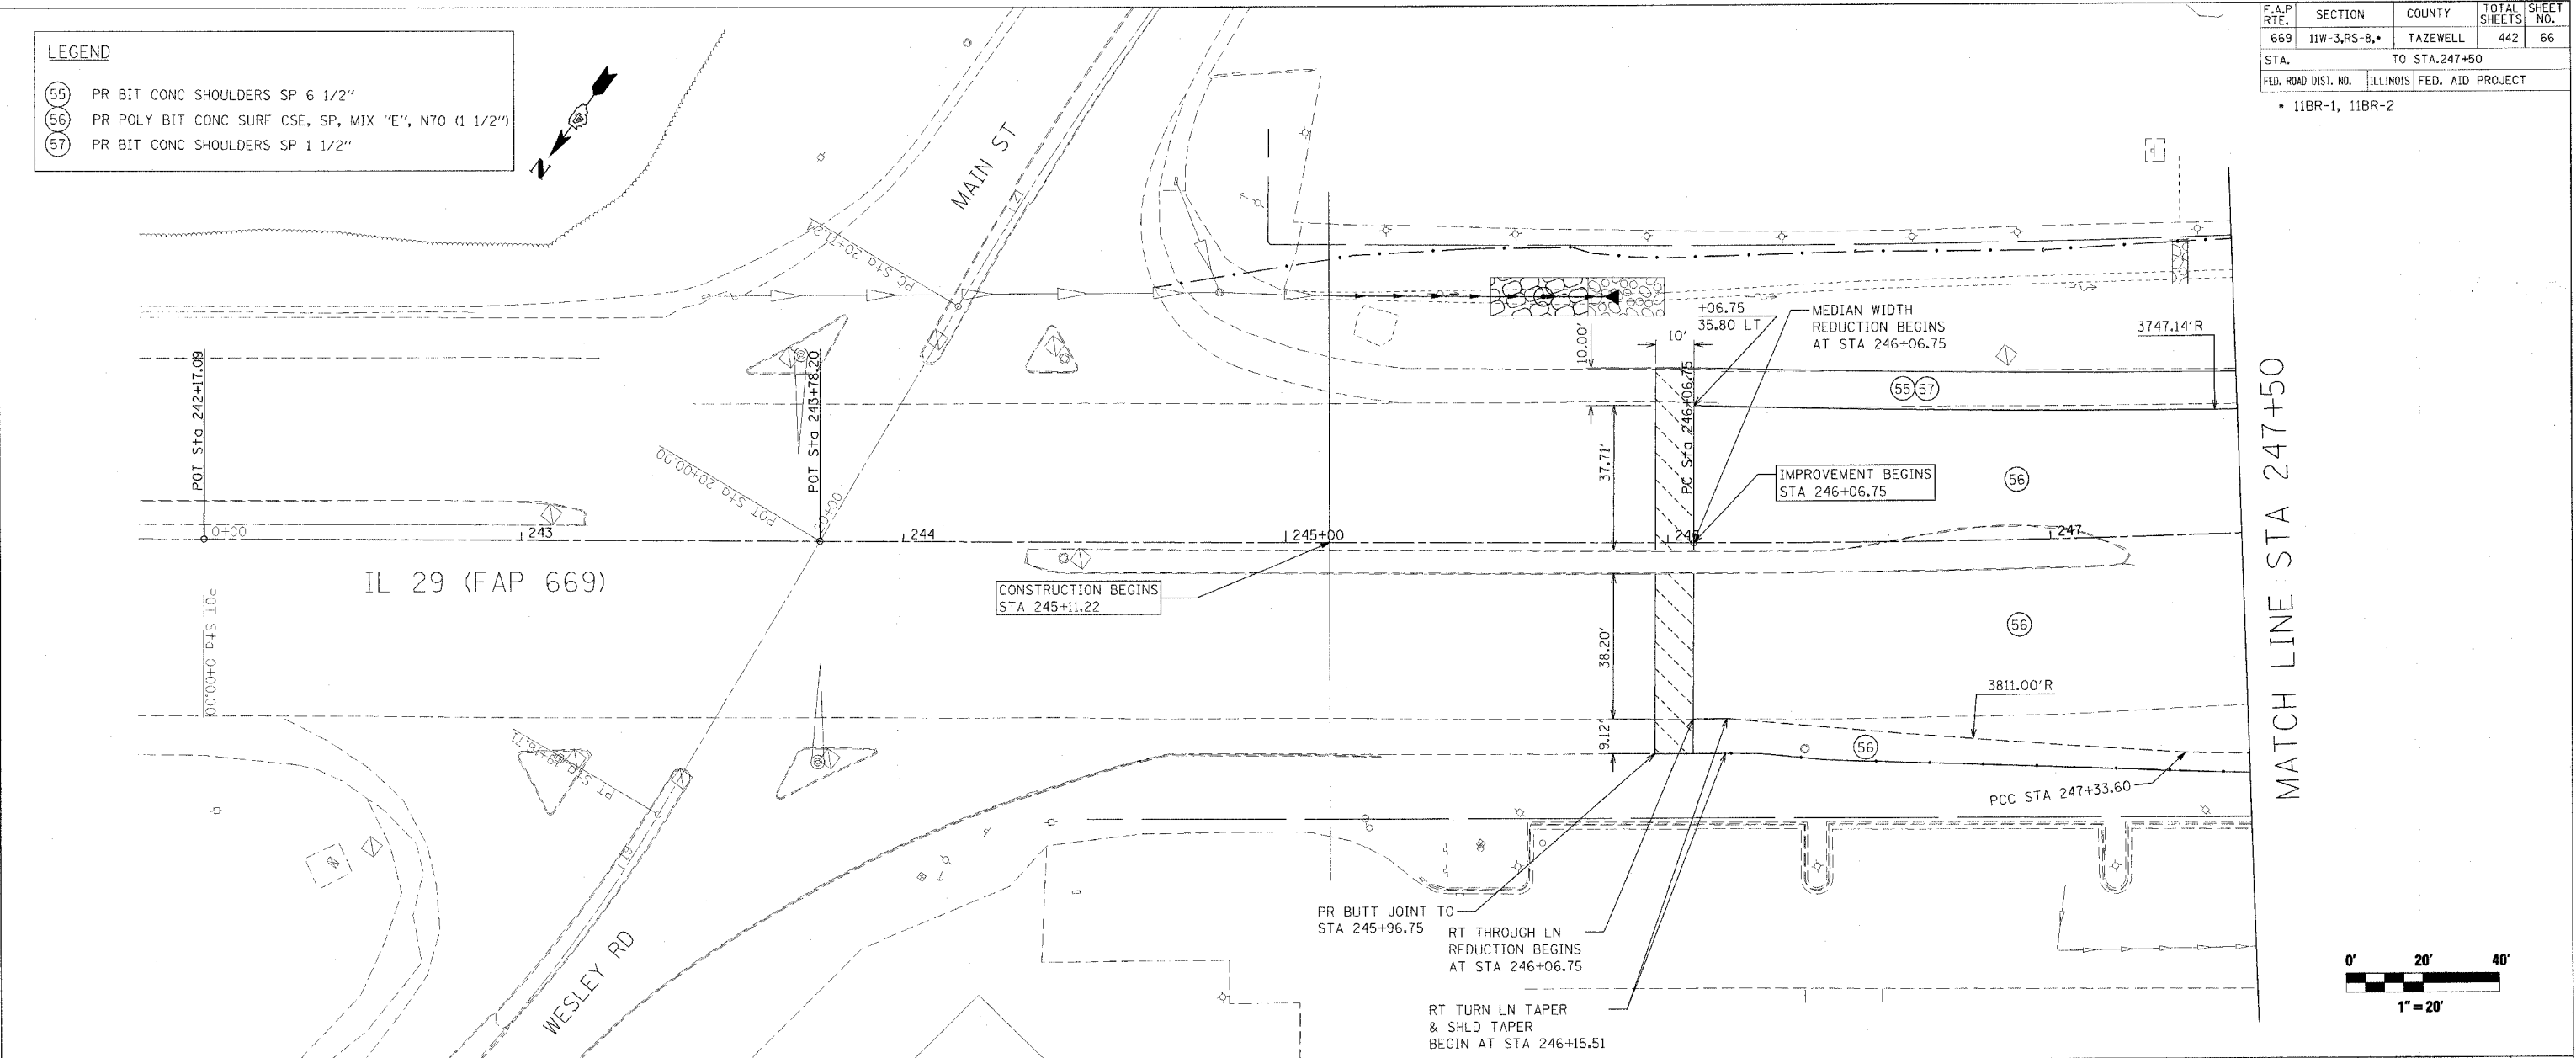 LEGEND
55 PR BIT CONC SHOULDERS SP 6 1/2"
56 PR POLY BIT CONC SURF CSE, SP, MIX "E", N70 (1 1/2")
57 PR BIT CONC SHOULDERS SP 1 1/2"
N
F.A.P RTE. SECTION COUNTY TOTAL SHEETS SHEET NO.
669 11W-3,RS-8,* TAZEWELL 442 66
STA. TO STA.247+50
FED. ROAD DIST. NO. ILLINOIS FED. AID PROJECT
* 11BR-1, 11BR-2
MAIN ST
121
PC Sta 20+71.24
POT Sta 242+17.09
POT Sta 243+78.20
POT Sta 20+00.00
20+00
0+00
243
244
245+00
247
POT Sta 0+00.00
IL 29 (FAP 669)
CONSTRUCTION BEGINS
STA 245+11.22
10.00'
10'
+06.75
35.80 LT
MEDIAN WIDTH
REDUCTION BEGINS
AT STA 246+06.75
3747.14'R
55 57
PC Sta 246+06.75
37.71'
IMPROVEMENT BEGINS
STA 246+06.75
56
56
38.20'
3811.00'R
9.12'
56
PCC STA 247+33.60
MATCH LINE STA 247+50
119
WESLEY RD
PR BUTT JOINT TO
STA 245+96.75
RT THROUGH LN
REDUCTION BEGINS
AT STA 246+06.75
RT TURN LN TAPER
& SHLD TAPER
BEGIN AT STA 246+15.51
0' 20' 40'
1" = 20'